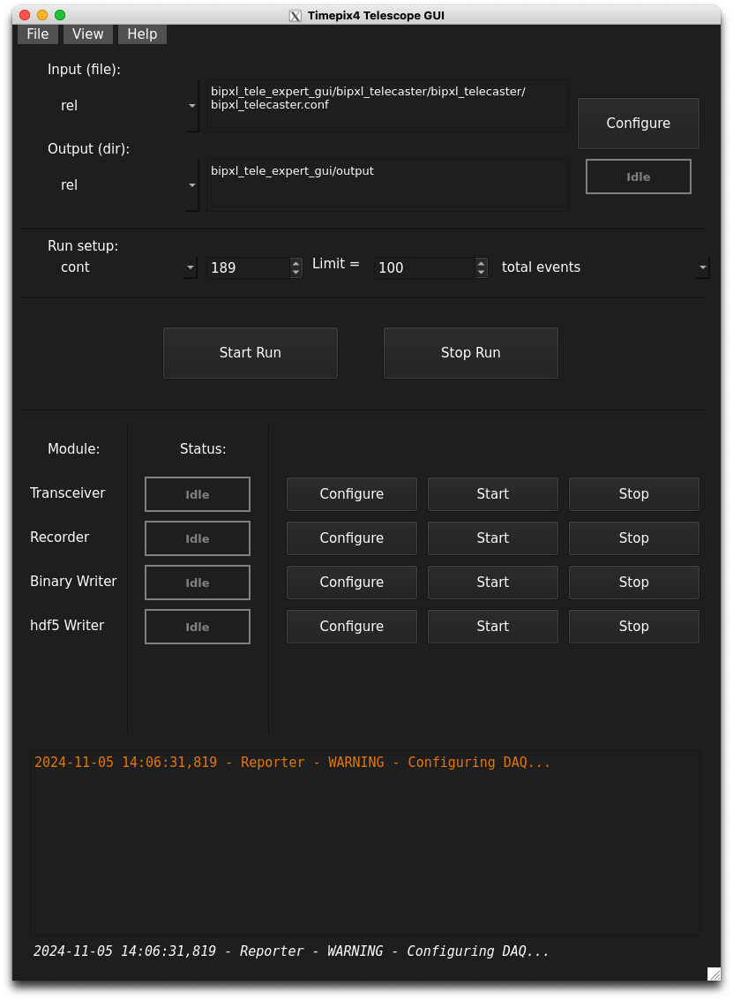 Timepix4 Telescope GUI
File View Help
Input (file):
rel
bipxl_tele_expert_gui/bipxl_telecaster/bipxl_telecaster/
bipxl_telecaster.conf
Configure
Output (dir):
rel
bipxl_tele_expert_gui/output
Idle
Run setup:
cont 189 Limit = 100 total events
Start Run Stop Run
Module: Status:
Transceiver Idle Configure Start Stop
Recorder Idle Configure Start Stop
Binary Writer Idle Configure Start Stop
hdf5 Writer Idle Configure Start Stop
2024-11-05 14:06:31,819 - Reporter - WARNING - Configuring DAQ...
2024-11-05 14:06:31,819 - Reporter - WARNING - Configuring DAQ...